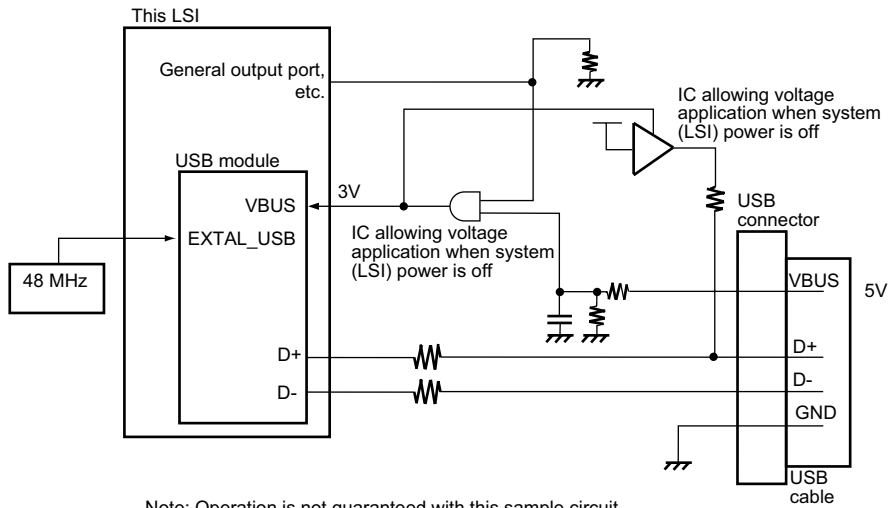 This LSI
General output port,
etc.
IC allowing voltage
application when system
(LSI) power is off
USB module
USB
connector
3V
VBUS
IC allowing voltage
application when system
(LSI) power is off
EXTAL_USB
48 MHz
VBUS
5V
D+
D+
D-
D-
GND
USB
cable
Note: Operation is not guaranteed with this sample circuit.